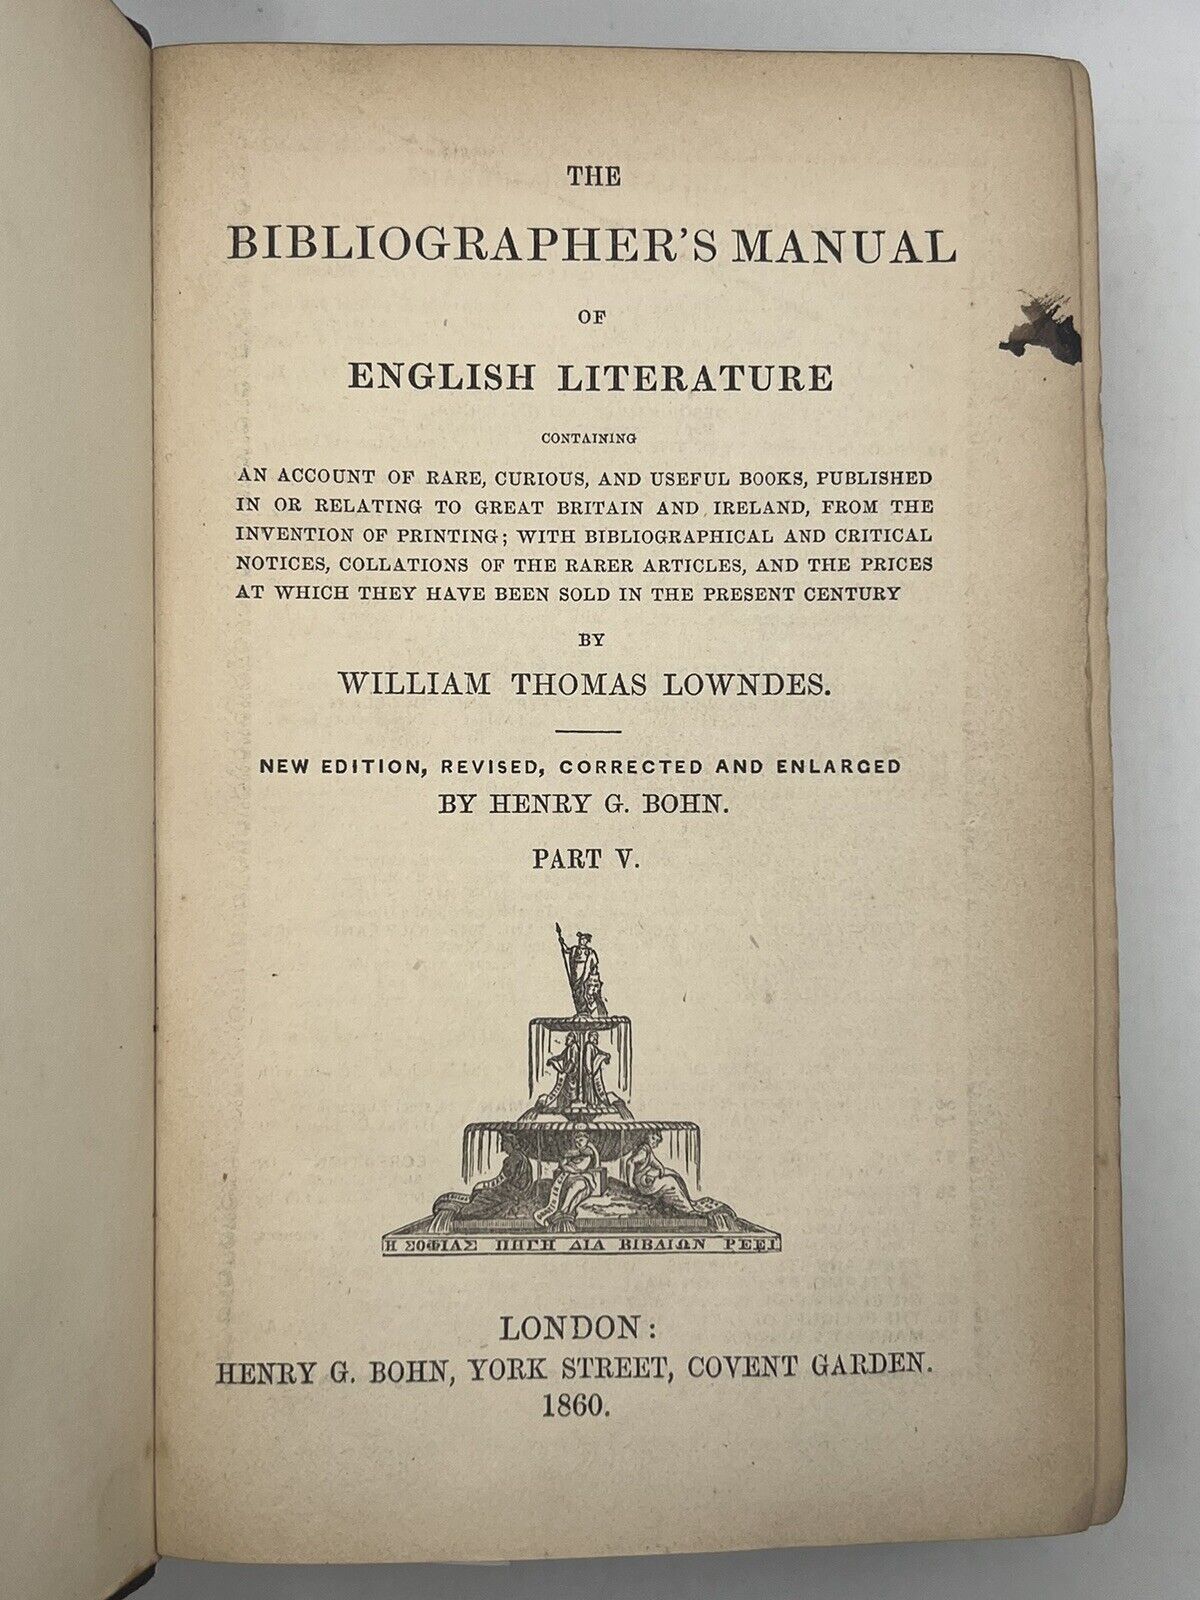 THE
BIBLIOGRAPHER'S MANUAL
OF
ENGLISH LITERATURE
CONTAINING
AN ACCOUNT OF RARE, CURIOUS, AND USEFUL BOOKS, PUBLISHED
IN OR RELATING TO GREAT BRITAIN AND IRELAND, FROM THE
INVENTION OF PRINTING; WITH BIBLIOGRAPHICAL AND CRITICAL
NOTICES, COLLATIONS OF THE RARER ARTICLES, AND THE PRICES
AT WHICH THEY HAVE BEEN SOLD IN THE PRESENT CENTURY
BY
WILLIAM THOMAS LOWNDES.
NEW EDITION, REVISED, CORRECTED AND ENLARGED
BY HENRY G. BOHN.
PART V.
Η ΣΟΦΙΑΣ ΠΗΓΗ ΔΙΑ ΒΙΒΛΙΩΝ ΡΕΕΙ
LONDON:
HENRY G. BOHN, YORK STREET, COVENT GARDEN.
1860.